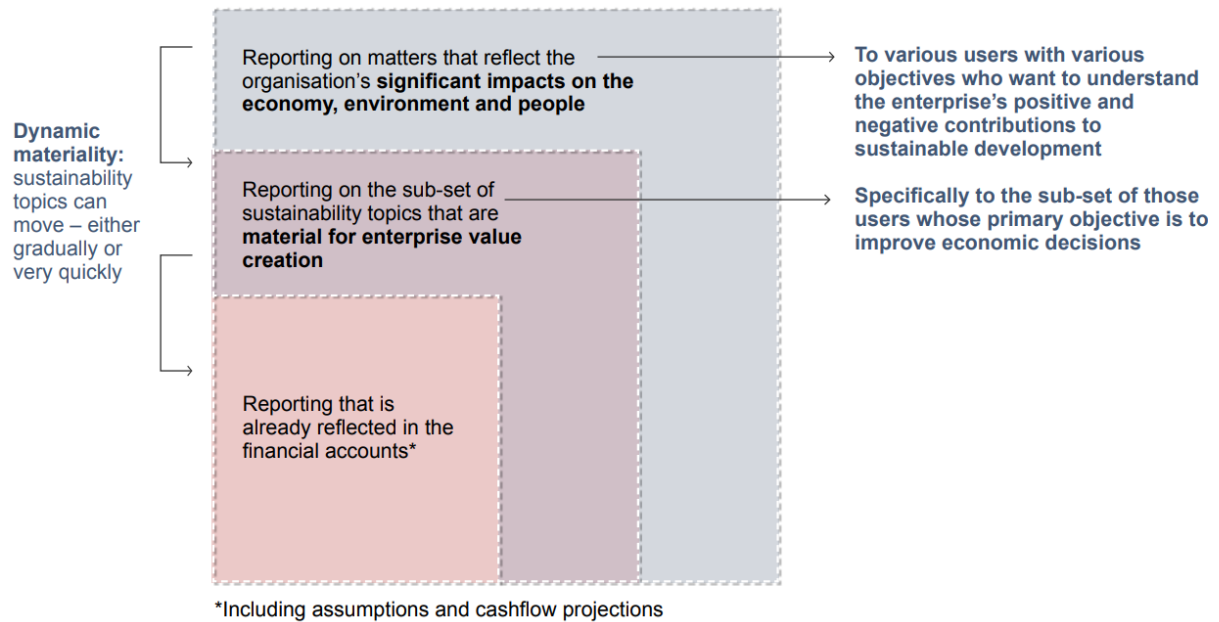 Reporting on matters that reflect the
organisation's significant impacts on the
economy, environment and people
To various users with various
objectives who want to understand
the enterprise's positive and
negative contributions to
sustainable development
Dynamic
materiality:
sustainability
topics can
move – either
gradually or
very quickly
Reporting on the sub-set of
sustainability topics that are
material for enterprise value
creation
Specifically to the sub-set of those
users whose primary objective is to
improve economic decisions
Reporting that is
already reflected in the
financial accounts*
*Including assumptions and cashflow projections